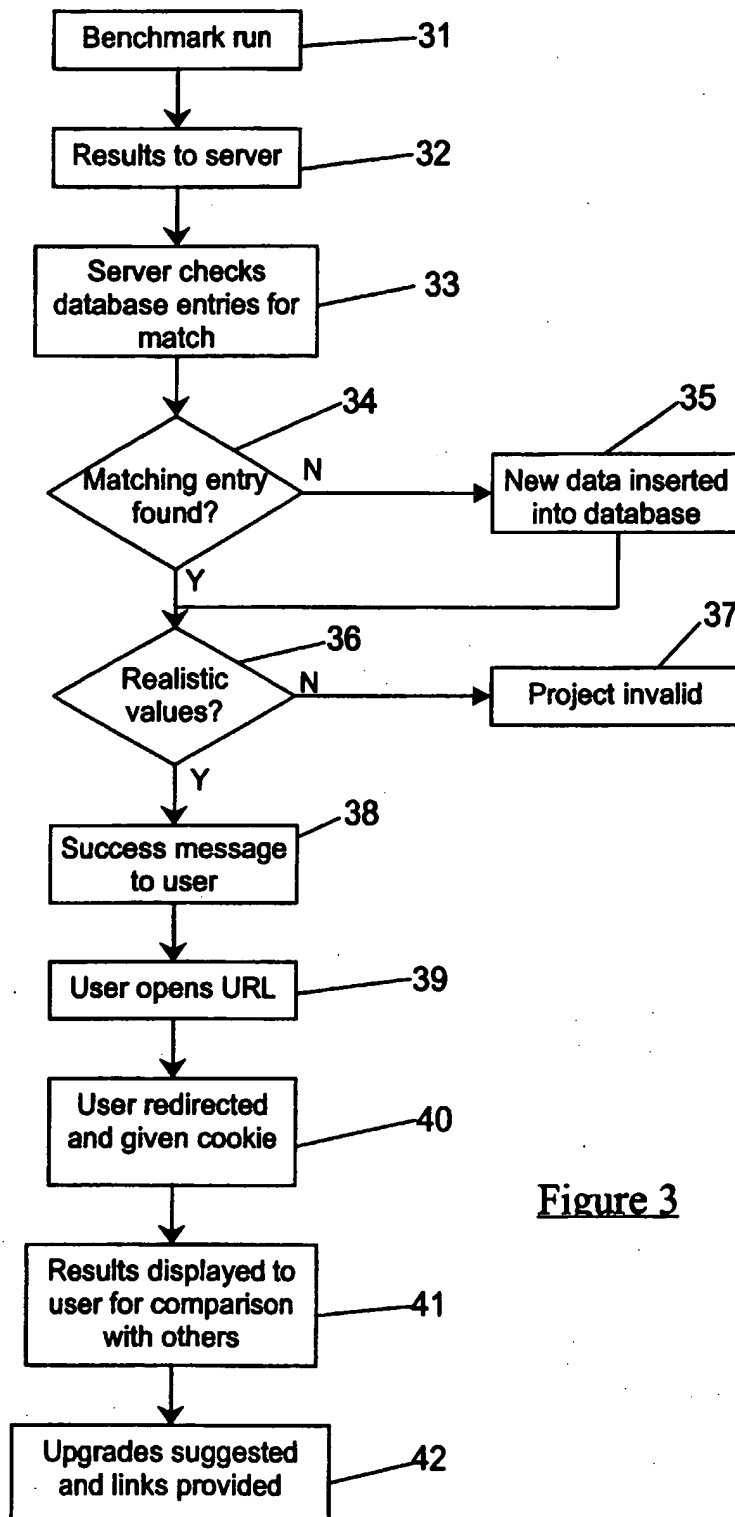 Benchmark run
31
Results to server
32
Server checks
database entries for
match
33
34
Matching entry
found?
N
35
New data inserted
into database
Y
36
Realistic
values?
N
37
Project invalid
Y
38
Success message
to user
User opens URL
39
User redirected
and given cookie
40
Figure 3
Results displayed to
user for comparison
with others
41
Upgrades suggested
and links provided
42